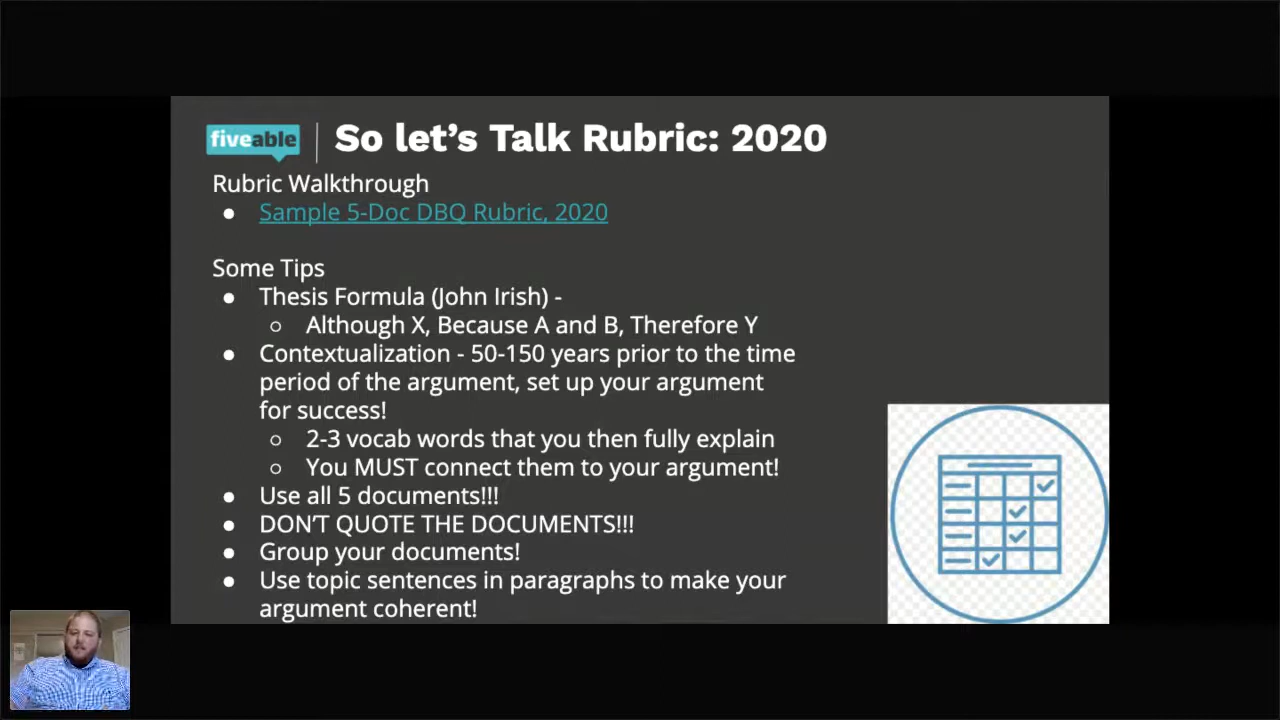 fiveable
So let's Talk Rubric: 2020
Rubric Walkthrough
● Sample 5-Doc DBQ Rubric, 2020
Some Tips
● Thesis Formula (John Irish) -
○ Although X, Because A and B, Therefore Y
● Contextualization - 50-150 years prior to the time
period of the argument, set up your argument
for success!
○ 2-3 vocab words that you then fully explain
○ You MUST connect them to your argument!
● Use all 5 documents!!!
● DON'T QUOTE THE DOCUMENTS!!!
● Group your documents!
● Use topic sentences in paragraphs to make your
argument coherent!